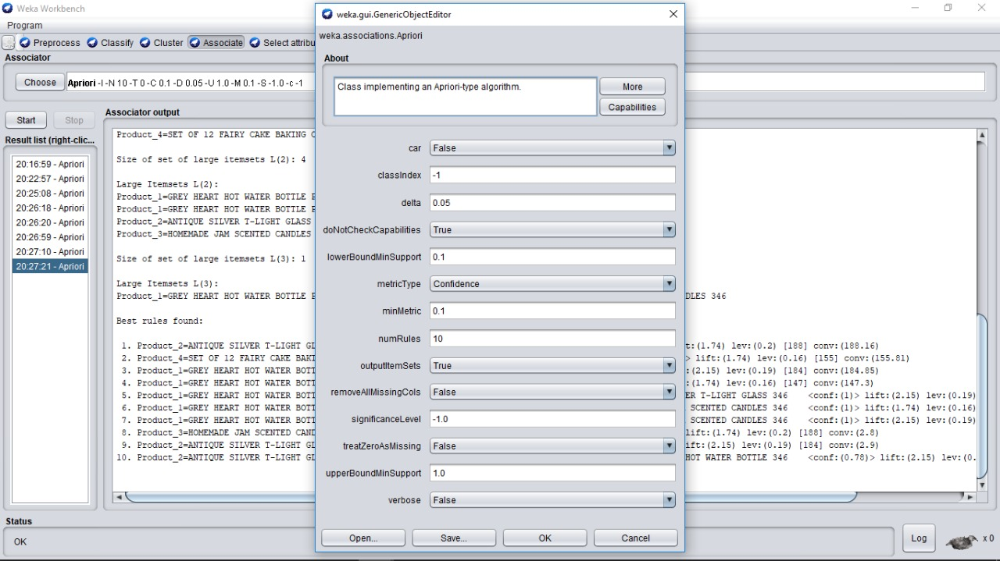 Weka Workbench
Program
Preprocess Classify Cluster Associate Select attribu
Associator
Choose Apriori -I -N 10 -T 0 -C 0.1 -D 0.05 -U 1.0 -M 0.1 -S -1.0 -c -1
Start Stop
Result list (right-clic...
20:16:59 - Apriori
20:22:57 - Apriori
20:25:08 - Apriori
20:26:18 - Apriori
20:26:20 - Apriori
20:26:59 - Apriori
20:27:10 - Apriori
20:27:21 - Apriori
Associator output
Product_4=SET OF 12 FAIRY CAKE BAKING
Size of set of large itemsets L(2): 4
Large Itemsets L(2):
Product_1=GREY HEART HOT WATER BOTTLE
Product_1=GREY HEART HOT WATER BOTTLE
Product_2=ANTIQUE SILVER T-LIGHT GLASS
Product_3=HOMEMADE JAM SCENTED CANDLES
Size of set of large itemsets L(3): 1
Large Itemsets L(3):
Product_1=GREY HEART HOT WATER BOTTLE DLES 346
Best rules found:
1. Product_2=ANTIQUE SILVER T-LIGHT GL t:(1.74) lev:(0.2) [188] conv:(188.16)
2. Product_4=SET OF 12 FAIRY CAKE BAKI > lift:(1.74) lev:(0.16) [155] conv:(155.81)
3. Product_1=GREY HEART HOT WATER BOTT (2.15) lev:(0.19) [184] conv:(184.85)
4. Product_1=GREY HEART HOT WATER BOTT (1.74) lev:(0.16) [147] conv:(147.3)
5. Product_1=GREY HEART HOT WATER BOTT ER T-LIGHT GLASS 346 <conf:(1)> lift:(2.15) lev:(0.19)
6. Product_1=GREY HEART HOT WATER BOTT SCENTED CANDLES 346 <conf:(1)> lift:(1.74) lev:(0.16)
7. Product_1=GREY HEART HOT WATER BOTT SCENTED CANDLES 346 <conf:(1)> lift:(2.15) lev:(0.19)
8. Product_3=HOMEMADE JAM SCENTED CAND lift:(1.74) lev:(0.2) [188] conv:(2.8)
9. Product_2=ANTIQUE SILVER T-LIGHT GL (2.15) lev:(0.19) [184] conv:(2.9)
10. Product_2=ANTIQUE SILVER T-LIGHT GL HOT WATER BOTTLE 346 <conf:(0.78)> lift:(2.15) lev:(0.
Status
OK
Log x 0
weka.gui.GenericObjectEditor
weka.associations.Apriori
About
Class implementing an Apriori-type algorithm.
More
Capabilities
car False
classIndex -1
delta 0.05
doNotCheckCapabilities True
lowerBoundMinSupport 0.1
metricType Confidence
minMetric 0.1
numRules 10
outputItemSets True
removeAllMissingCols False
significanceLevel -1.0
treatZeroAsMissing False
upperBoundMinSupport 1.0
verbose False
Open... Save... OK Cancel